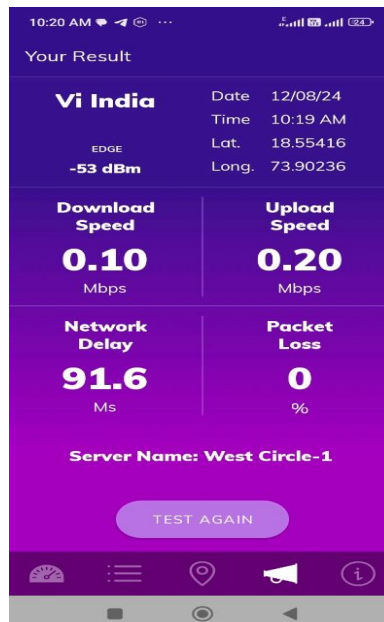 10:20 AM
Your Result
Vi India
EDGE
-53 dBm
Date 12/08/24
Time 10:19 AM
Lat. 18.55416
Long. 73.90236
Download Speed
0.10
Mbps
Upload Speed
0.20
Mbps
Network Delay
91.6
Ms
Packet Loss
0
%
Server Name: West Circle-1
TEST AGAIN